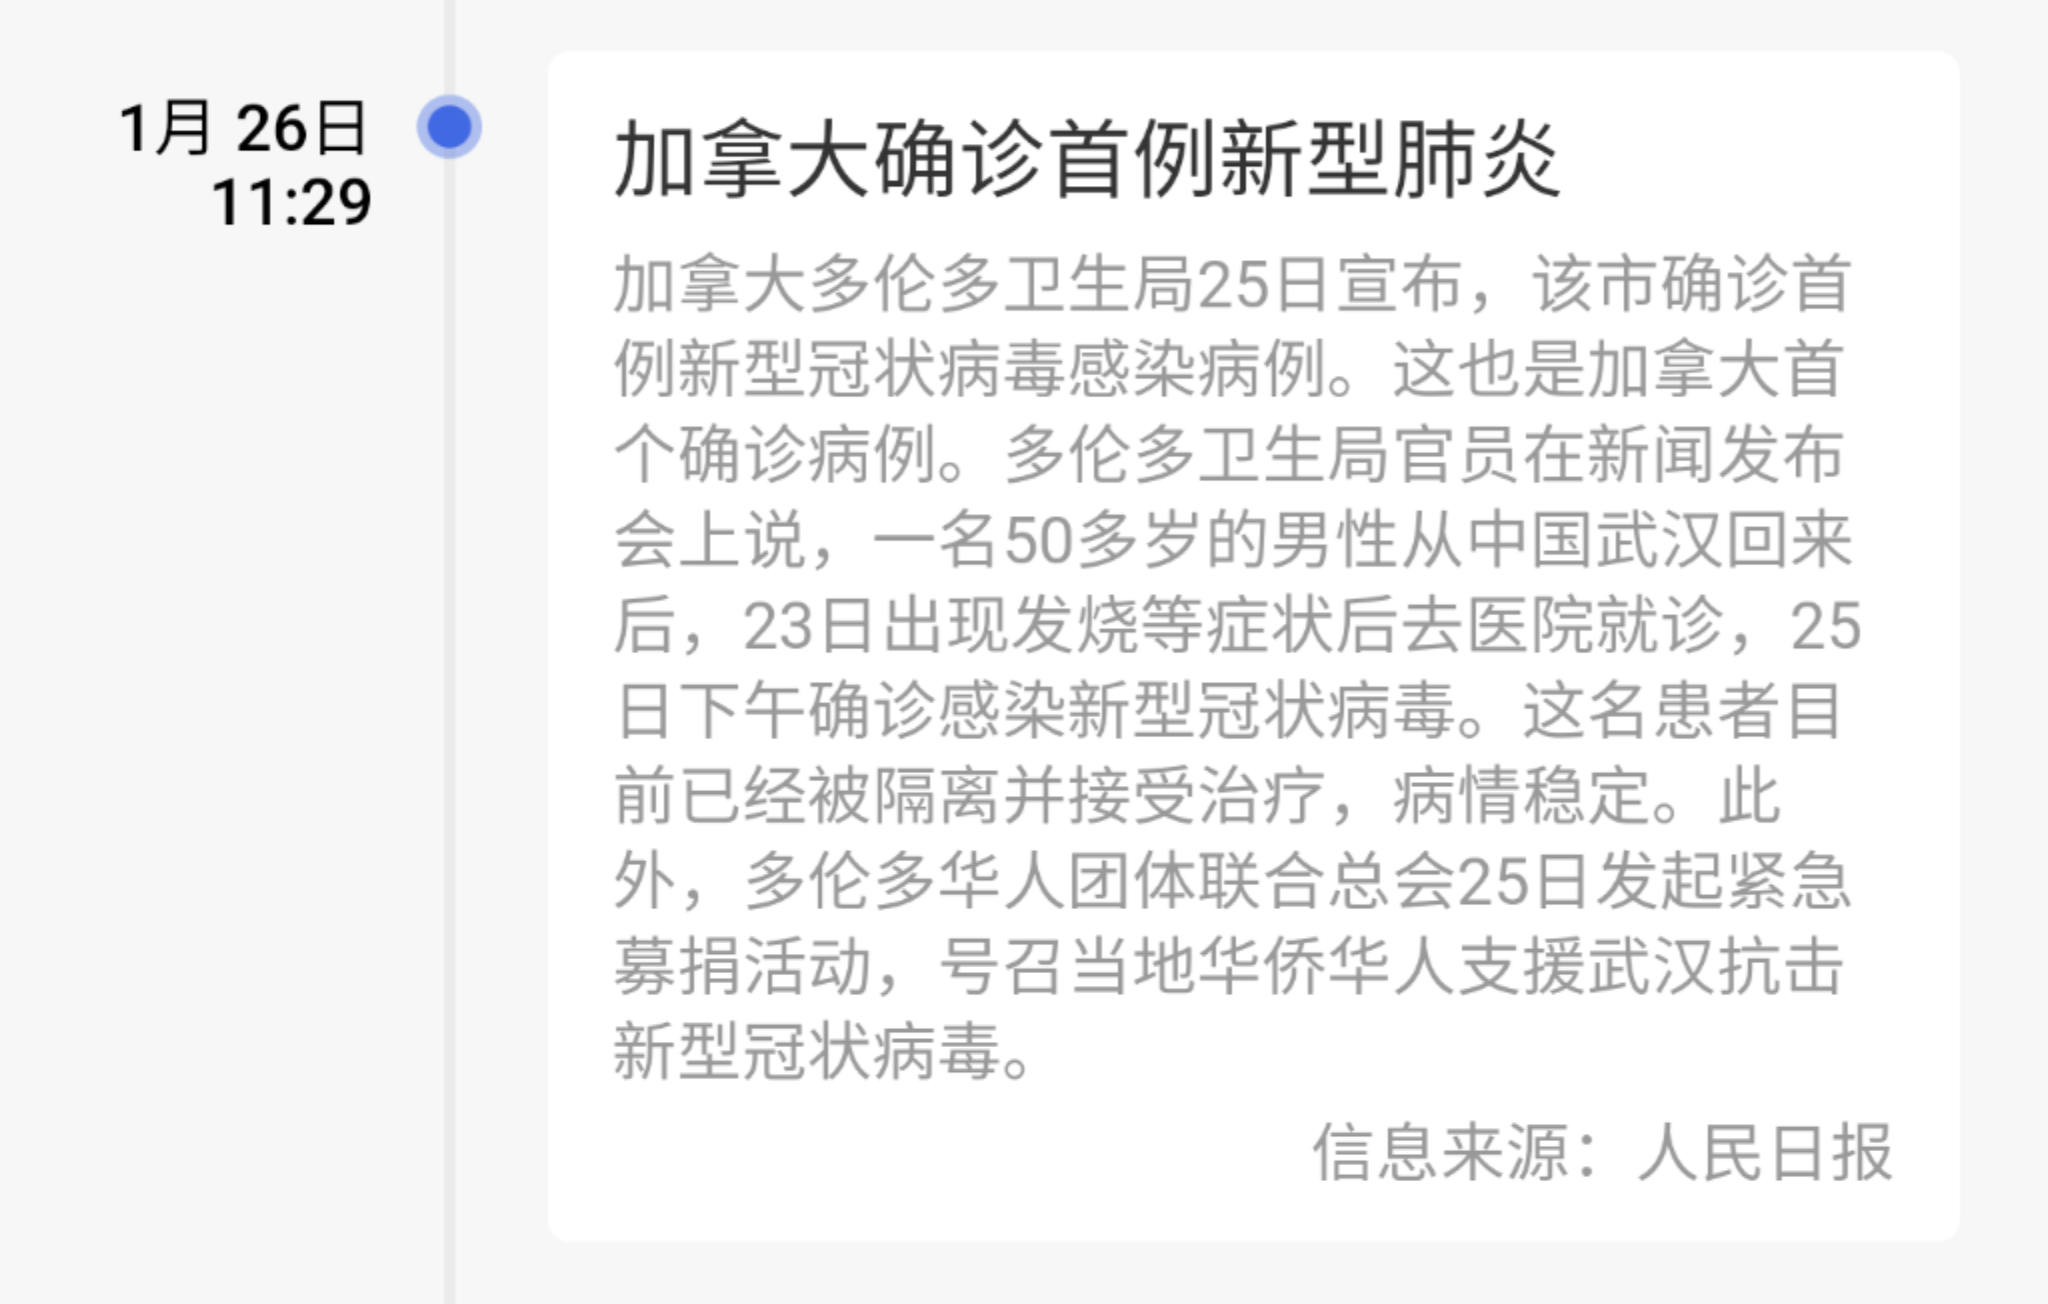 1月 26日
11:29
加拿大确诊首例新型肺炎
加拿大多伦多卫生局25日宣布，该市确诊首
例新型冠状病毒感染病例。这也是加拿大首
个确诊病例。多伦多卫生局官员在新闻发布
会上说，一名50多岁的男性从中国武汉回来
后，23日出现发烧等症状后去医院就诊，25
日下午确诊感染新型冠状病毒。这名患者目
前已经被隔离并接受治疗，病情稳定。此
外，多伦多华人团体联合总会25日发起紧急
募捐活动，号召当地华侨华人支援武汉抗击
新型冠状病毒。
信息来源：人民日报